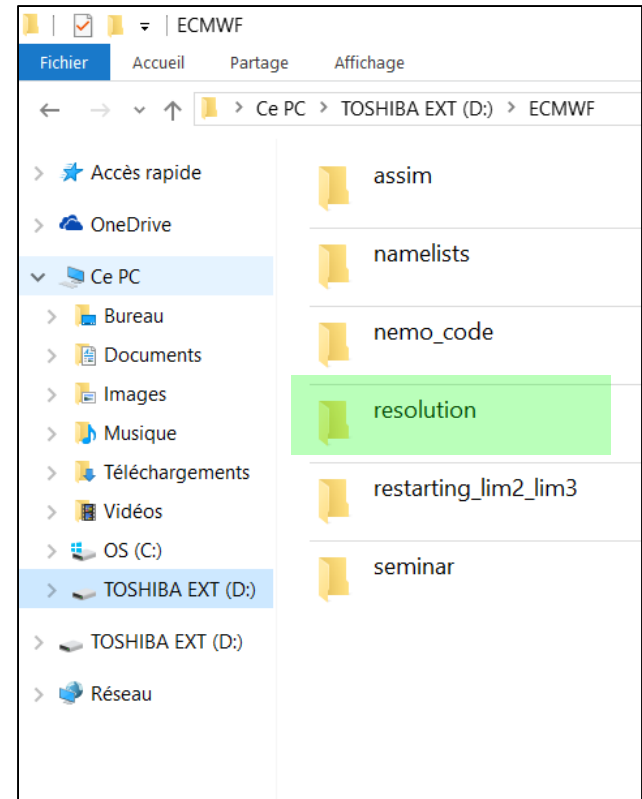 ECMWF
Fichier Accueil Partage Affichage
Ce PC > TOSHIBA EXT (D:) > ECMWF
Accès rapide
OneDrive
Ce PC
Bureau
Documents
Images
Musique
Téléchargements
Vidéos
OS (C:)
TOSHIBA EXT (D:)
TOSHIBA EXT (D:)
Réseau
assim
namelists
nemo_code
resolution
restarting_lim2_lim3
seminar